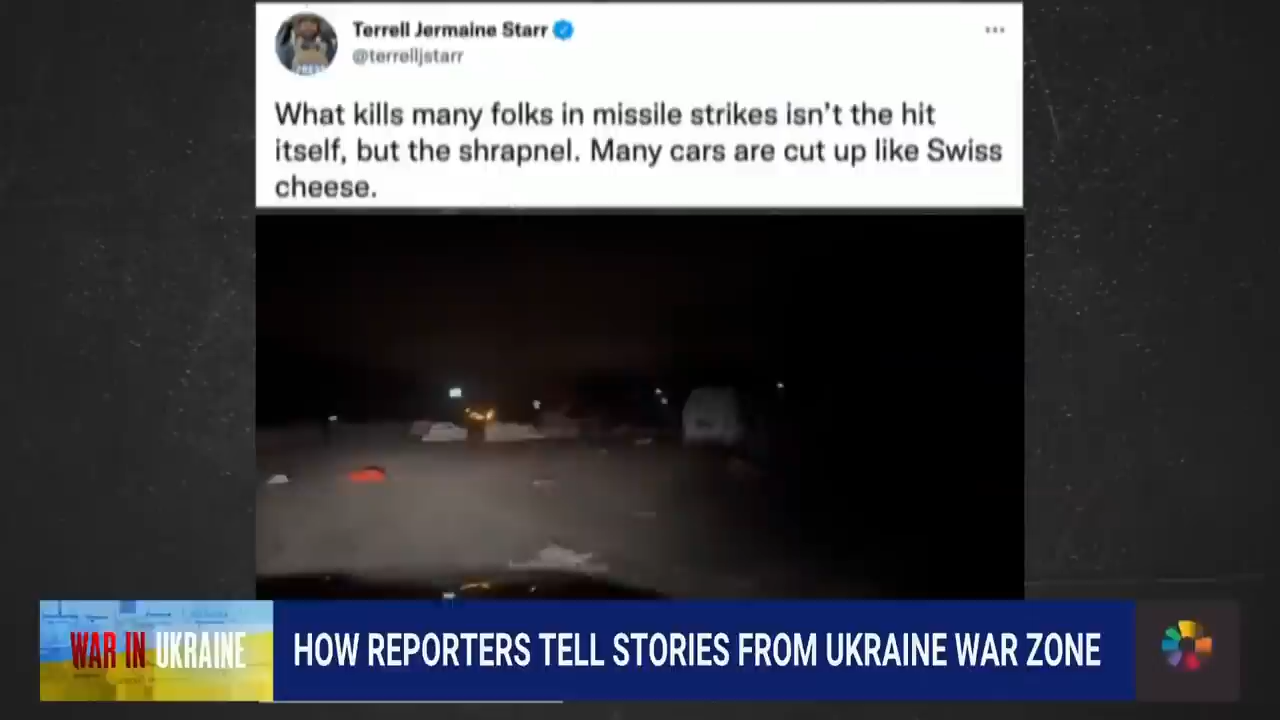 Terrell Jermaine Starr
@terrelljstarr
What kills many folks in missile strikes isn't the hit
itself, but the shrapnel. Many cars are cut up like Swiss
cheese.
WAR IN UKRAINE
HOW REPORTERS TELL STORIES FROM UKRAINE WAR ZONE